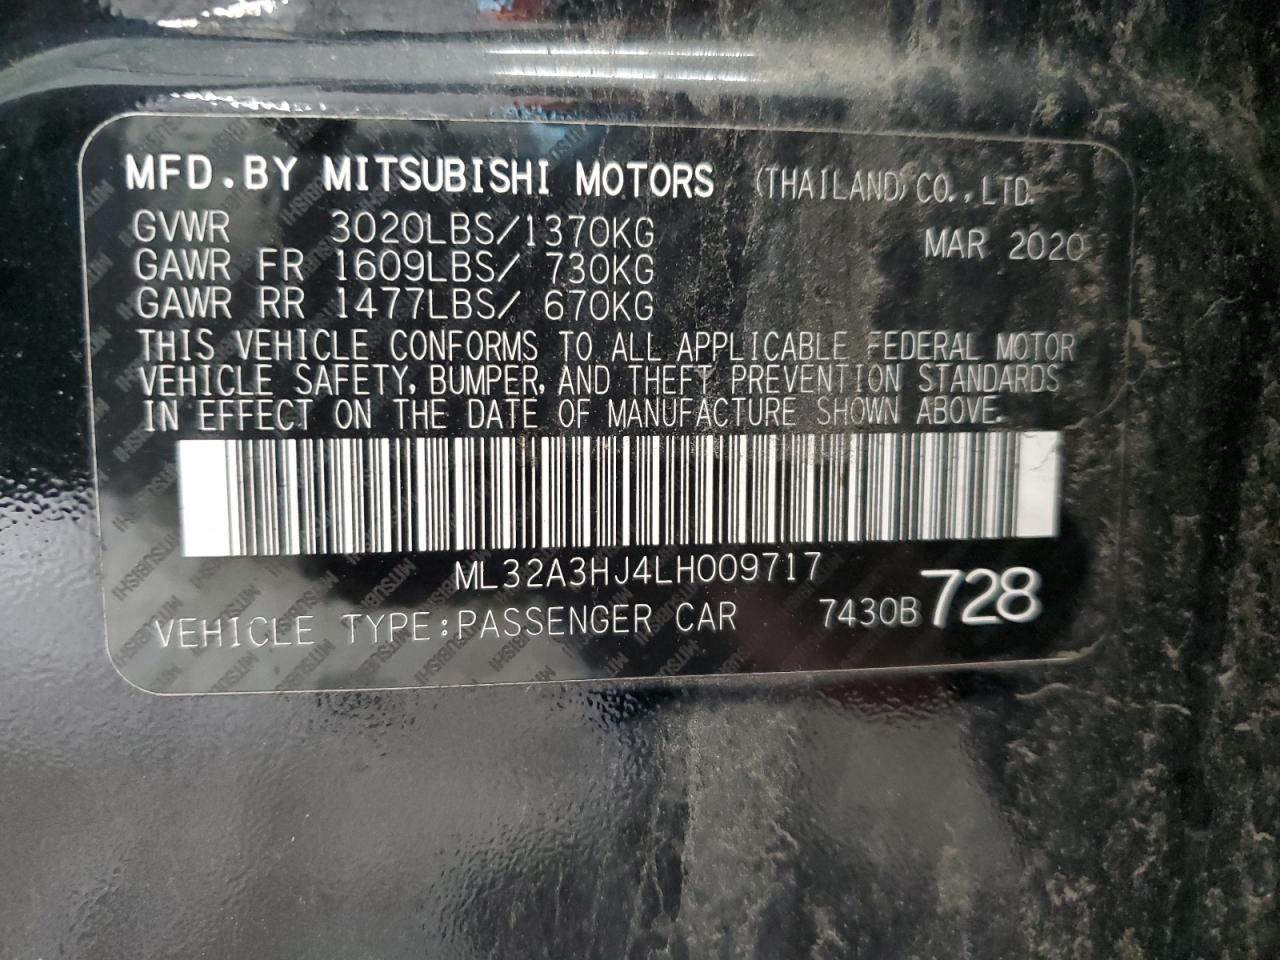 MFD.BY MITSUBISHI MOTORS (THAILAND)CO.,LTD.
GVWR 3020LBS/1370KG MAR 2020
GAWR FR 1609LBS/ 730KG
GAWR RR 1477LBS/ 670KG
THIS VEHICLE CONFORMS TO ALL APPLICABLE FEDERAL MOTOR
VEHICLE SAFETY, BUMPER, AND THEFT PREVENTION STANDARDS
IN EFFECT ON THE DATE OF MANUFACTURE SHOWN ABOVE.
ML32A3HJ4LH009717
VEHICLE TYPE:PASSENGER CAR 7430B 728